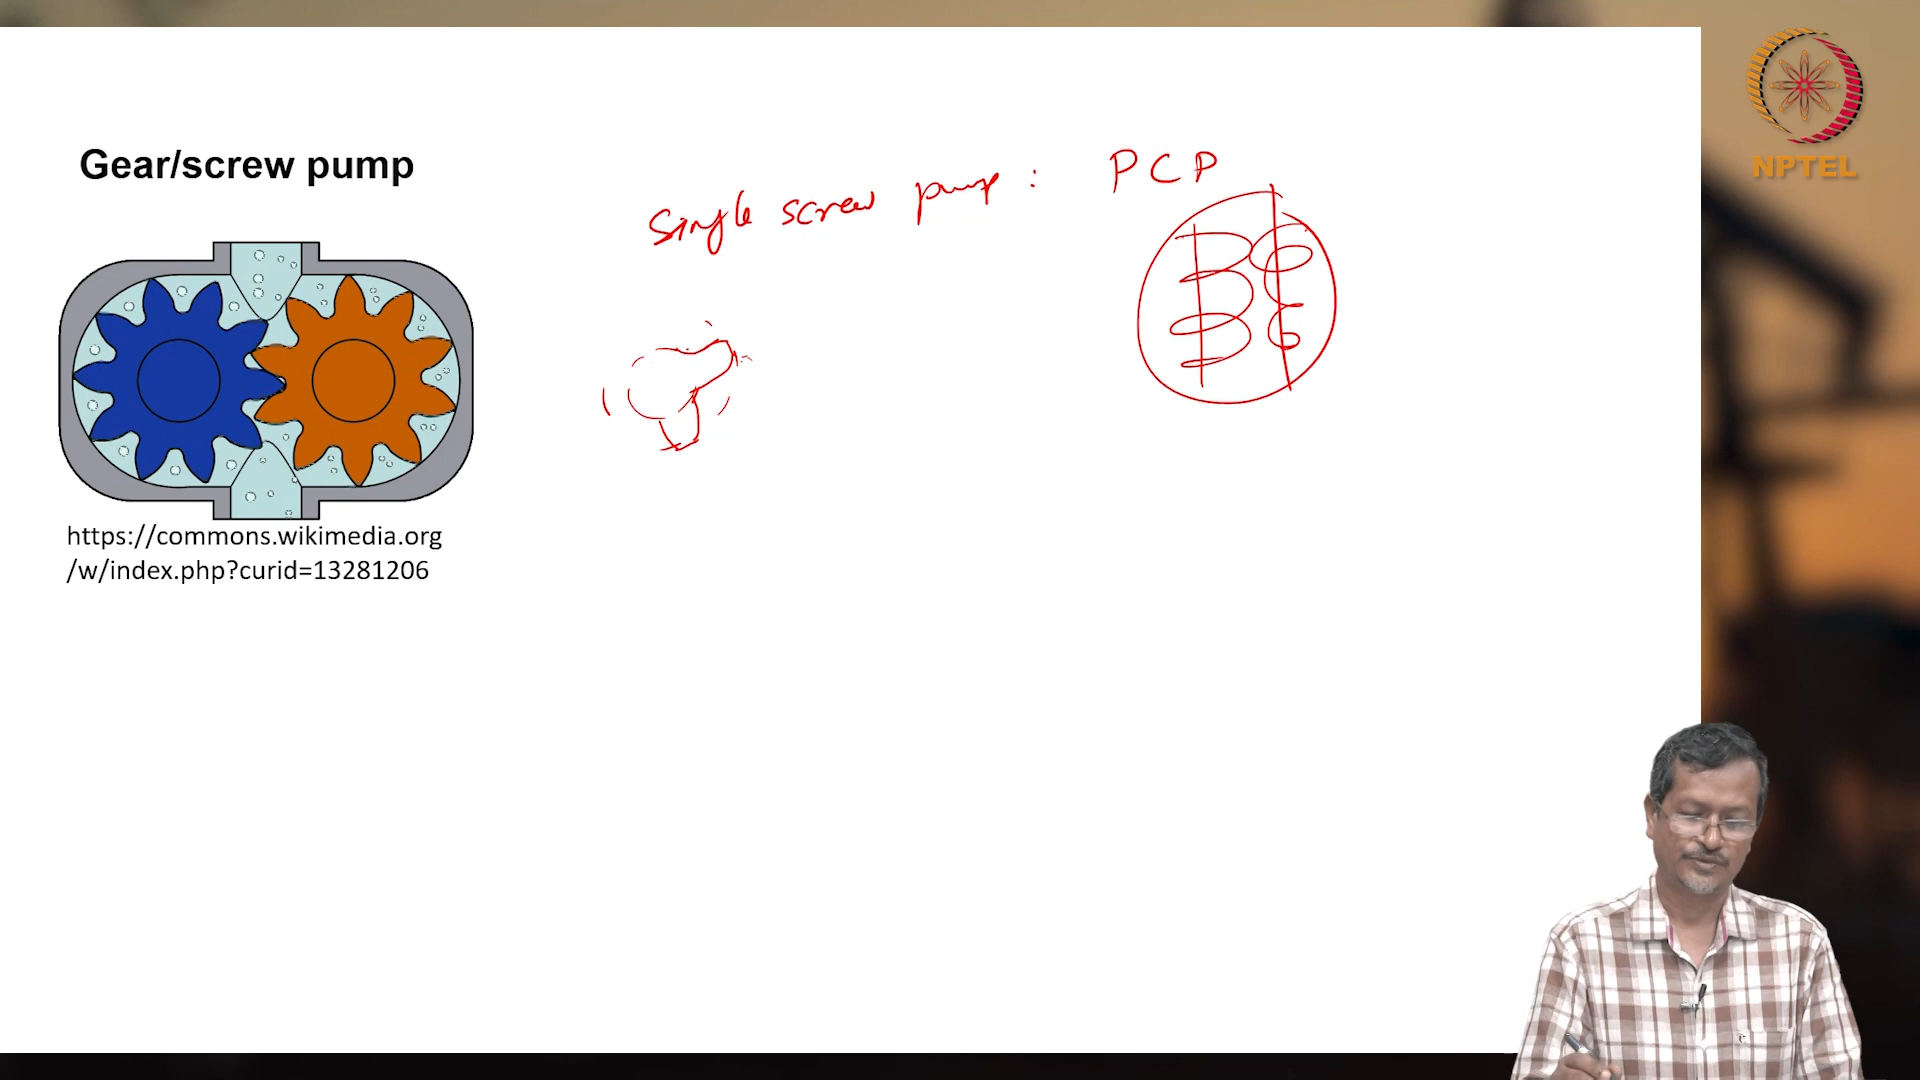 Gear/screw pump
Single screw pump : PCP
https://commons.wikimedia.org
/w/index.php?curid=13281206
NPTEL